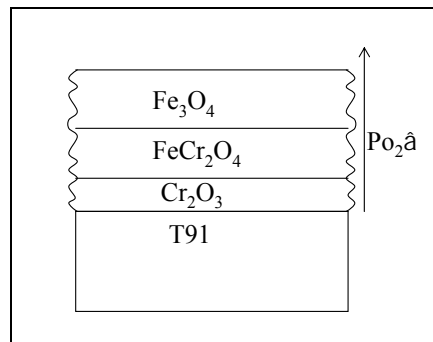 Fe₃O₄
FeCr₂O₄
Po₂â
Cr₂O₃
T91